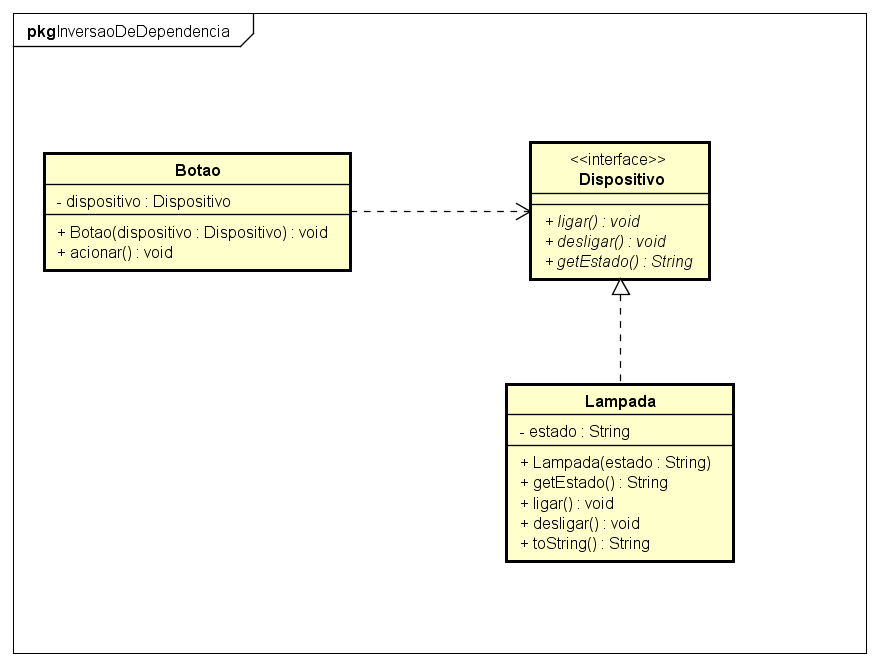 pkgInversaoDeDependencia
Botao
- dispositivo : Dispositivo
+ Botao(dispositivo : Dispositivo) : void
+ acionar() : void
<<interface>>
Dispositivo
+ ligar() : void
+ desligar() : void
+ getEstado() : String
Lampada
- estado : String
+ Lampada(estado : String)
+ getEstado() : String
+ ligar() : void
+ desligar() : void
+ toString() : String